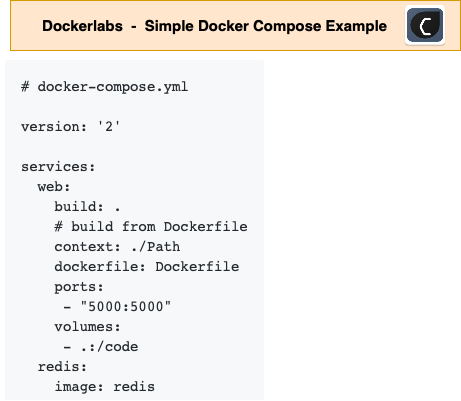 Dockerlabs - Simple Docker Compose Example
# docker-compose.yml
version: '2'
services:
  web:
    build: .
    # build from Dockerfile
    context: ./Path
    dockerfile: Dockerfile
    ports:
     - "5000:5000"
    volumes:
     - .:/code
  redis:
    image: redis